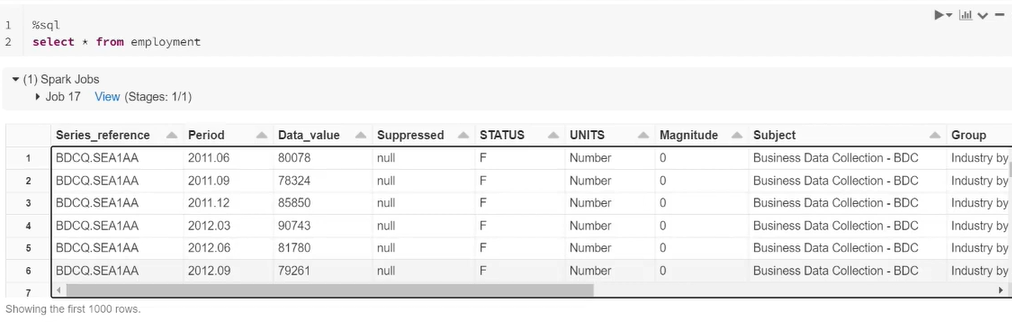 1 %sql
2 select * from employment
(1) Spark Jobs
Job 17 View (Stages: 1/1)
Series_reference Period Data_value Suppressed STATUS UNITS Magnitude Subject Group
1 BDCQ.SEA1AA 2011.06 80078 null F Number 0 Business Data Collection - BDC Industry by
2 BDCQ.SEA1AA 2011.09 78324 null F Number 0 Business Data Collection - BDC Industry by
3 BDCQ.SEA1AA 2011.12 85850 null F Number 0 Business Data Collection - BDC Industry by
4 BDCQ.SEA1AA 2012.03 90743 null F Number 0 Business Data Collection - BDC Industry by
5 BDCQ.SEA1AA 2012.06 81780 null F Number 0 Business Data Collection - BDC Industry by
6 BDCQ.SEA1AA 2012.09 79261 null F Number 0 Business Data Collection - BDC Industry by
7
Showing the first 1000 rows.